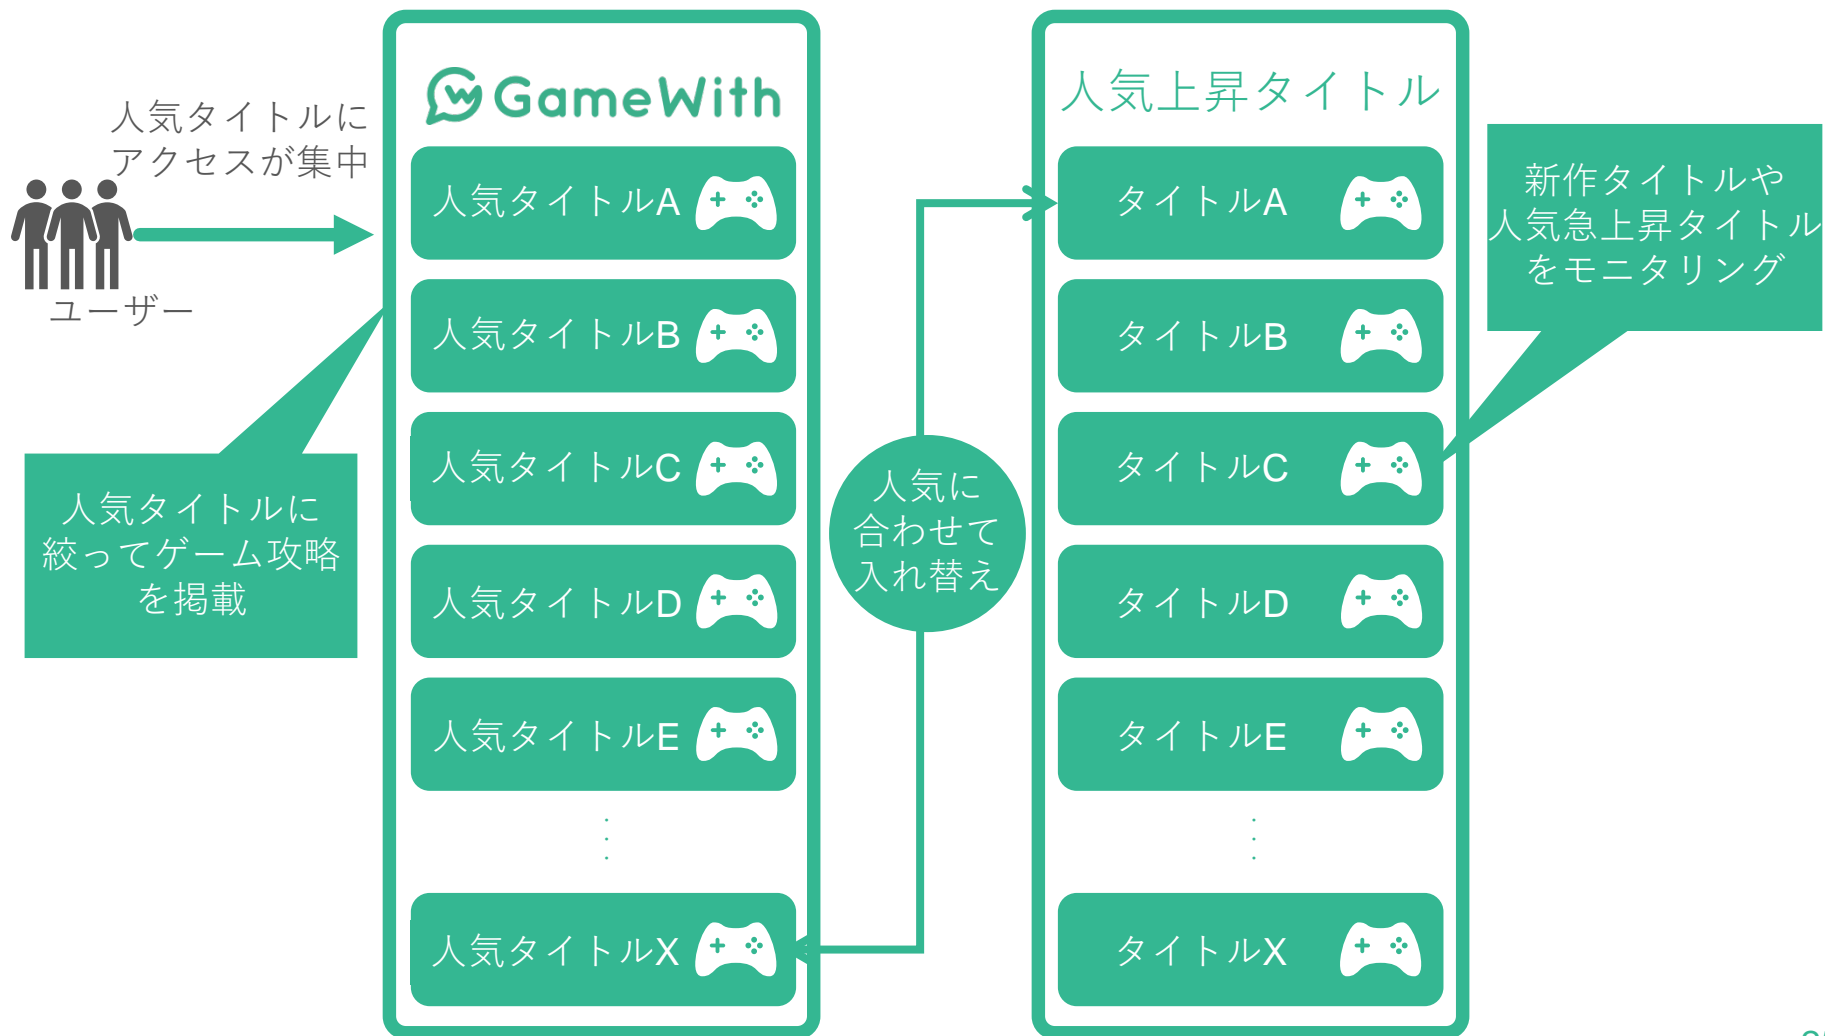 人気タイトルに
アクセスが集中
ユーザー
人気タイトルに
絞ってゲーム攻略
を掲載
GameWith
人気タイトルA
人気タイトルB
人気タイトルC
人気タイトルD
人気タイトルE
人気タイトルX
人気に
合わせて
入れ替え
人気上昇タイトル
タイトルA
タイトルB
タイトルC
タイトルD
タイトルE
タイトルX
新作タイトルや
人気急上昇タイトル
をモニタリング